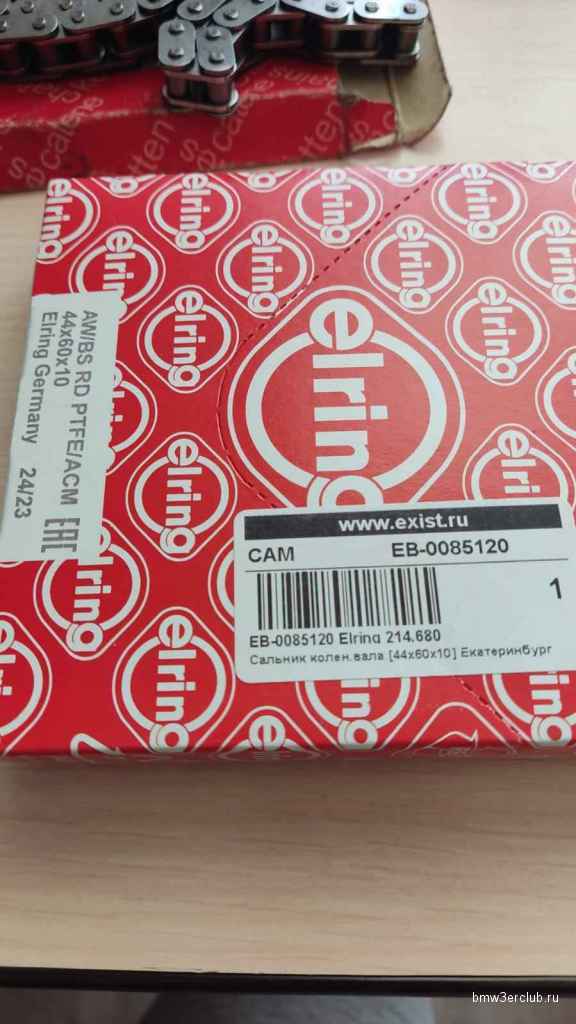 elring
AW/BS RD PTFE/ACM
44x60x10
Elring Germany 24/23
EAC
www.exist.ru
CAM EB-0085120
1
EB-0085120 Elring 214.680
Сальник колен.вала [44x60x10] Екатеринбург
bmw3erclub.ru